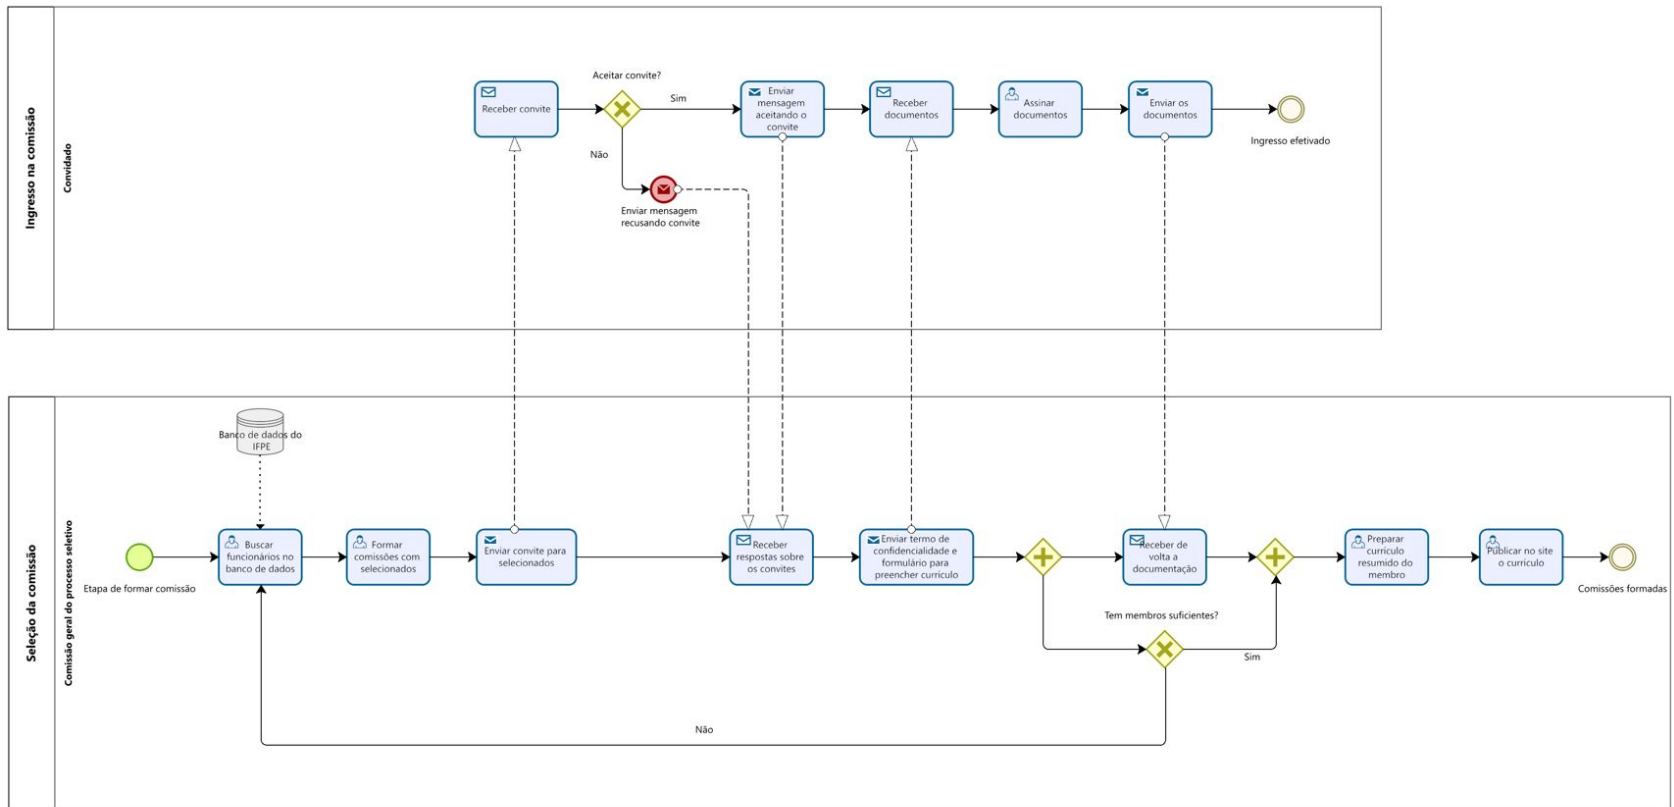 Ingresso na comissão
Convidado
Aceitar convite?
Receber convite
Sim
Enviar
mensagem
aceitando o
convite
Receber
documentos
Assinar
documentos
Enviar os
documentos
Ingresso efetivado
Não
Enviar mensagem
recusando convite
Seleção da comissão
Comissão geral do processo seletivo
Banco de dados do
IFPE
Etapa de formar comissão
Buscar
funcionários no
banco de dados
Formar
comissões com
selecionados
Enviar convite para
selecionados
Receber
respostas sobre
os convites
Enviar termo de
confidencialidade e
formulário para
preencher currículo
Receber de
volta a
documentação
Preparar
currículo
resumido do
membro
Publicar no site
o currículo
Comissões formadas
Tem membros suficientes?
Sim
Não